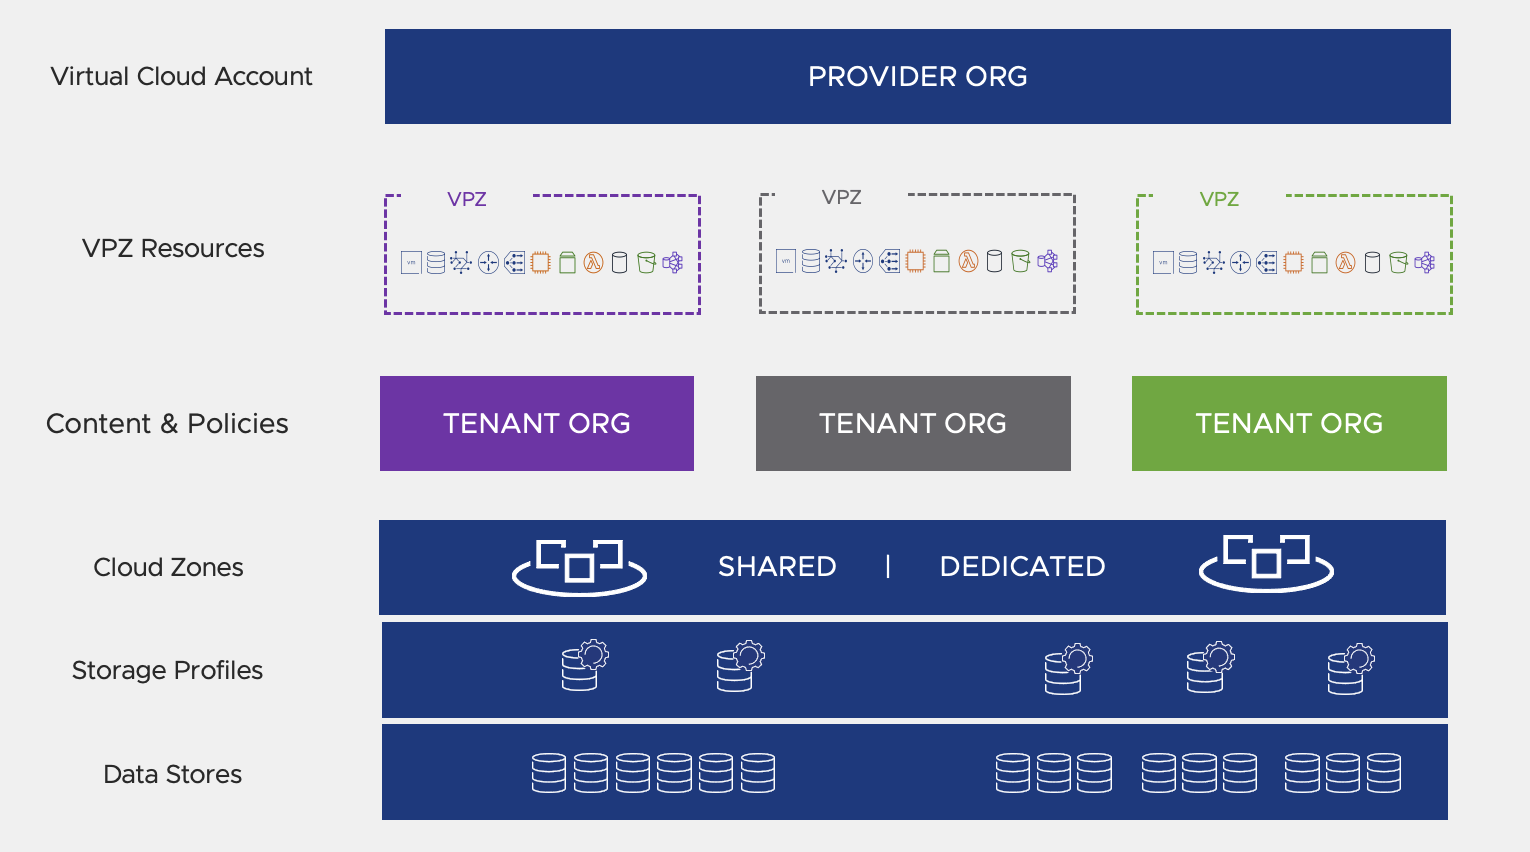 Virtual Cloud Account
PROVIDER ORG
VPZ Resources
VPZ
VPZ
VPZ
vm
vm
vm
Content & Policies
TENANT ORG
TENANT ORG
TENANT ORG
Cloud Zones
SHARED | DEDICATED
Storage Profiles
Data Stores